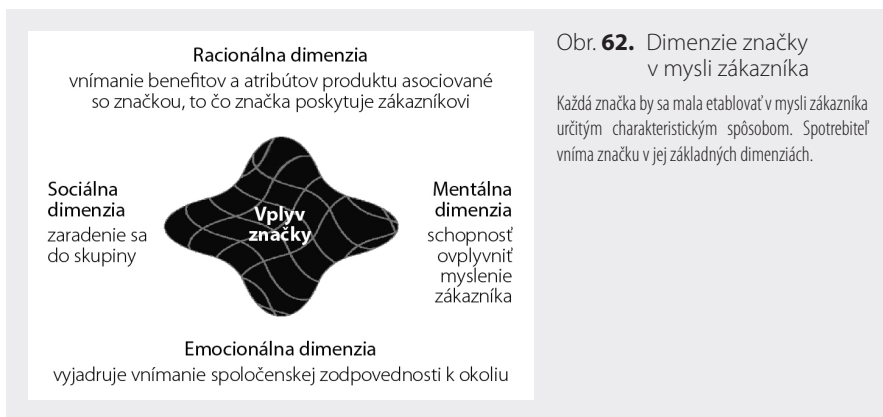 Racionálna dimenzia
vnímanie benefitov a atribútov produktu asociované
so značkou, to čo značka poskytuje zákazníkovi
Sociálna
dimenzia
zaradenie sa
do skupiny
Vplyv
značky
Mentálna
dimenzia
schopnosť
ovplyvniť
myslenie
zákazníka
Emocionálna dimenzia
vyjadruje vnímanie spoločenskej zodpovednosti k okoliu
Obr. 62. Dimenzie značky
v mysli zákazníka
Každá značka by sa mala etablovať v mysli zákazníka
určitým charakteristickým spôsobom. Spotrebiteľ
vníma značku v jej základných dimenziách.